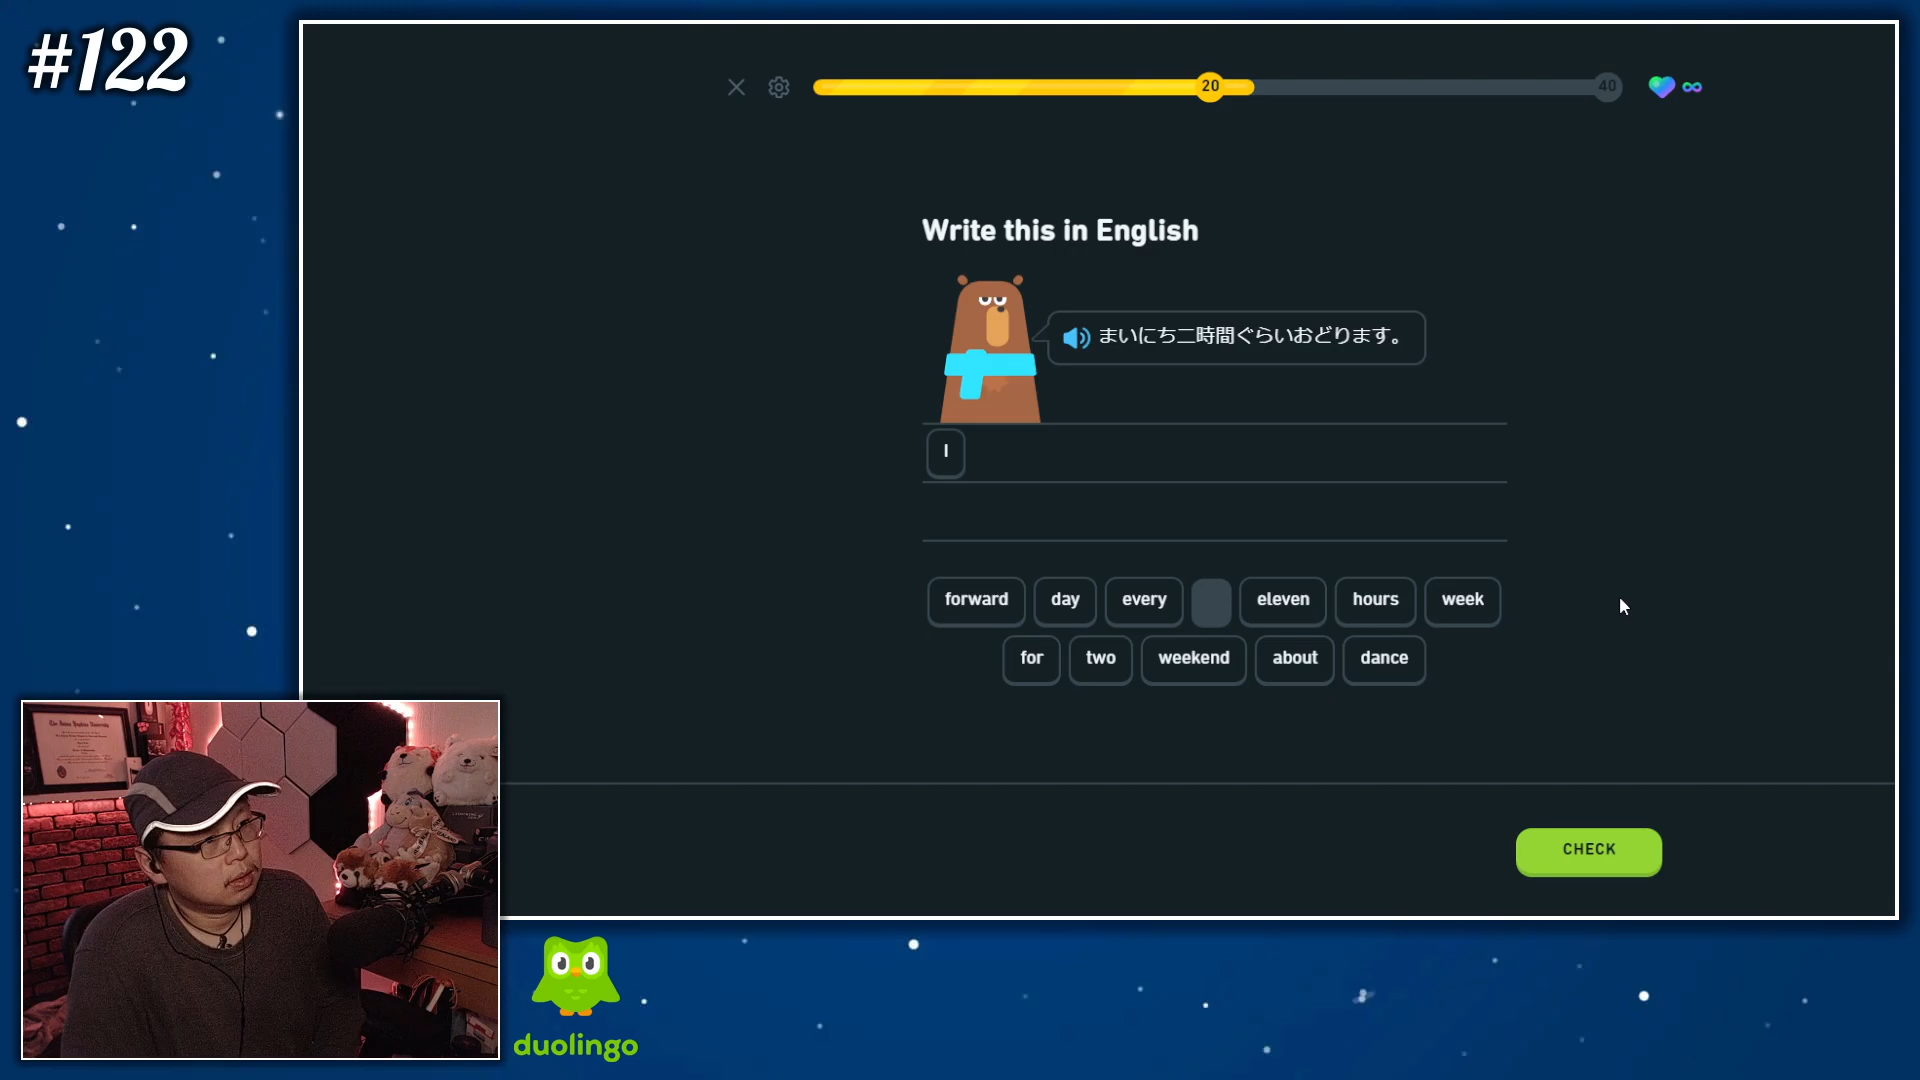 #122
20
40
Write this in English
まいにち二時間ぐらいおどります。
I
forward day every eleven hours week
for two weekend about dance
CHECK
duolingo